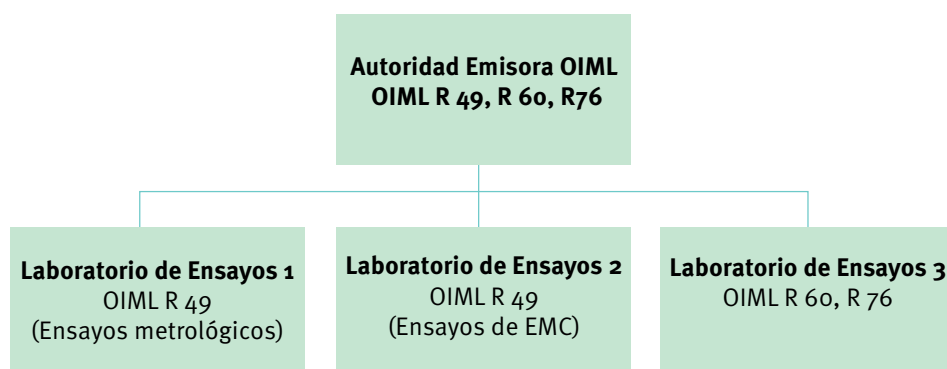 Autoridad Emisora OIML
OIML R 49, R 60, R76
Laboratorio de Ensayos 1
OIML R 49
(Ensayos metrológicos)
Laboratorio de Ensayos 2
OIML R 49
(Ensayos de EMC)
Laboratorio de Ensayos 3
OIML R 60, R 76